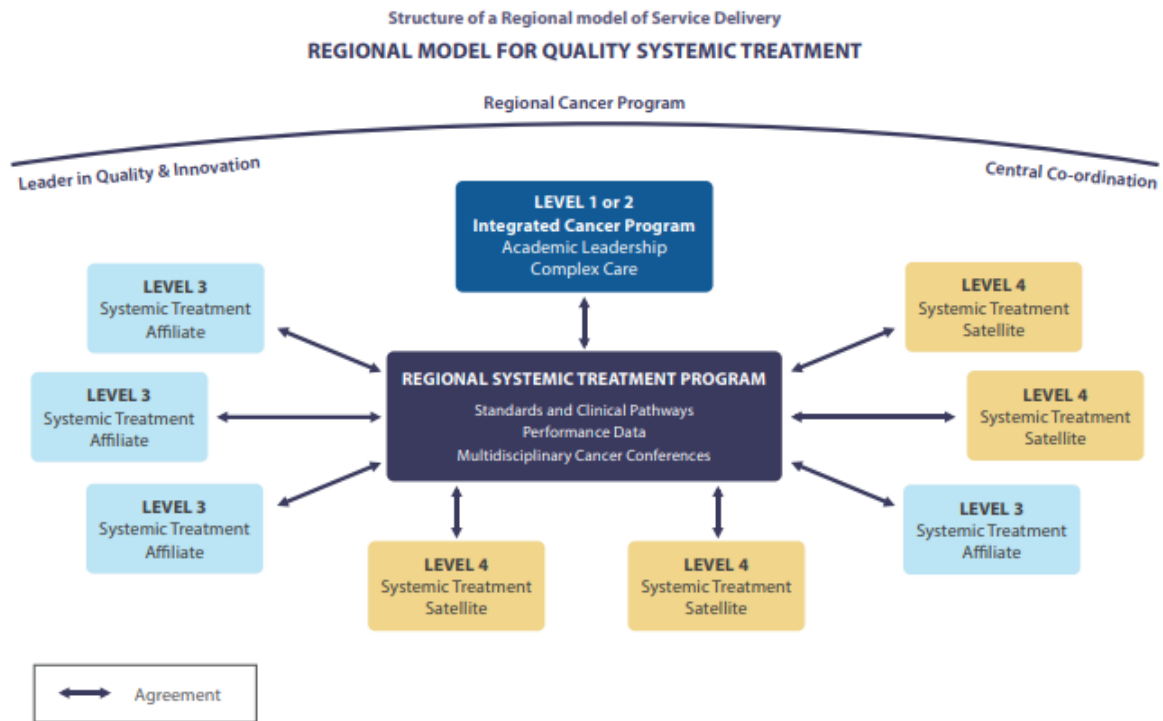 Structure of a Regional model of Service Delivery
REGIONAL MODEL FOR QUALITY SYSTEMIC TREATMENT
Regional Cancer Program
Leader in Quality & Innovation
Central Co-ordination
LEVEL 1 or 2
Integrated Cancer Program
Academic Leadership
Complex Care
LEVEL 3
Systemic Treatment
Affiliate
LEVEL 4
Systemic Treatment
Satellite
REGIONAL SYSTEMIC TREATMENT PROGRAM
Standards and Clinical Pathways
Performance Data
Multidisciplinary Cancer Conferences
LEVEL 3
Systemic Treatment
Affiliate
LEVEL 4
Systemic Treatment
Satellite
LEVEL 3
Systemic Treatment
Affiliate
LEVEL 3
Systemic Treatment
Affiliate
LEVEL 4
Systemic Treatment
Satellite
LEVEL 4
Systemic Treatment
Satellite
Agreement